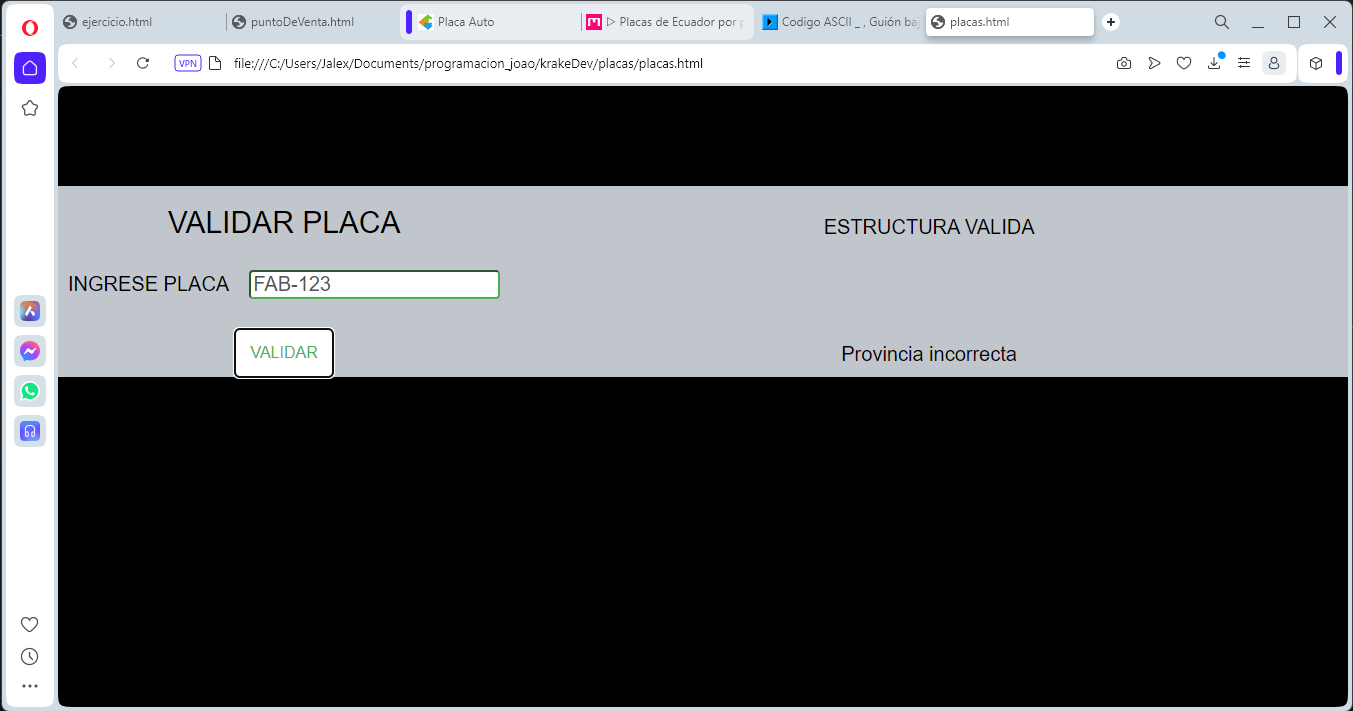 ejercicio.html
puntoDeVenta.html
Placa Auto
▷ Placas de Ecuador por p
Codigo ASCII _ , Guión baj
placas.html
VPN
file:///C:/Users/Jalex/Documents/programacion_joao/krakeDev/placas/placas.html
VALIDAR PLACA
ESTRUCTURA VALIDA
INGRESE PLACA
FAB-123
VALIDAR
Provincia incorrecta